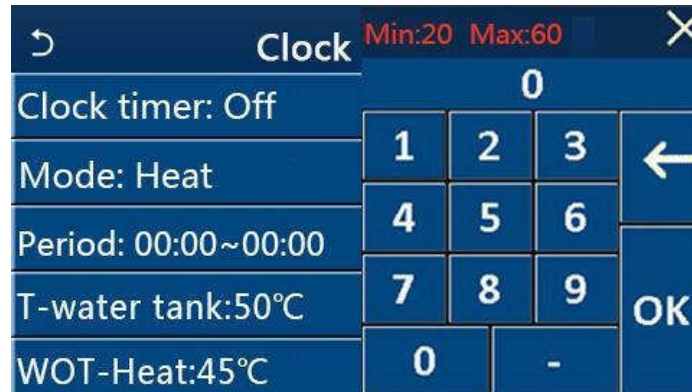 Clock
Clock timer: Off
Mode: Heat
Period: 00:00~00:00
T-water tank:50℃
WOT-Heat:45℃
Min:20 Max:60
0
1 2 3
4 5 6
7 8 9
OK
0 -